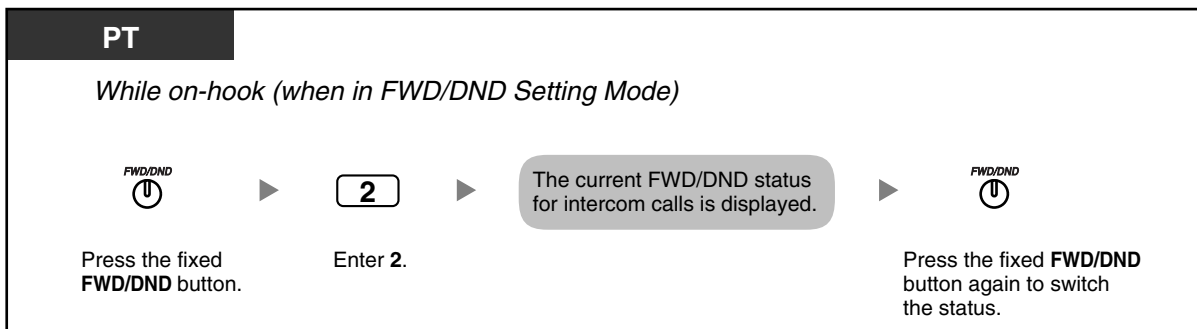 PT
While on-hook (when in FWD/DND Setting Mode)
FWD/DND
2
The current FWD/DND status
for intercom calls is displayed.
FWD/DND
Press the fixed
FWD/DND button.
Enter 2.
Press the fixed FWD/DND
button again to switch
the status.